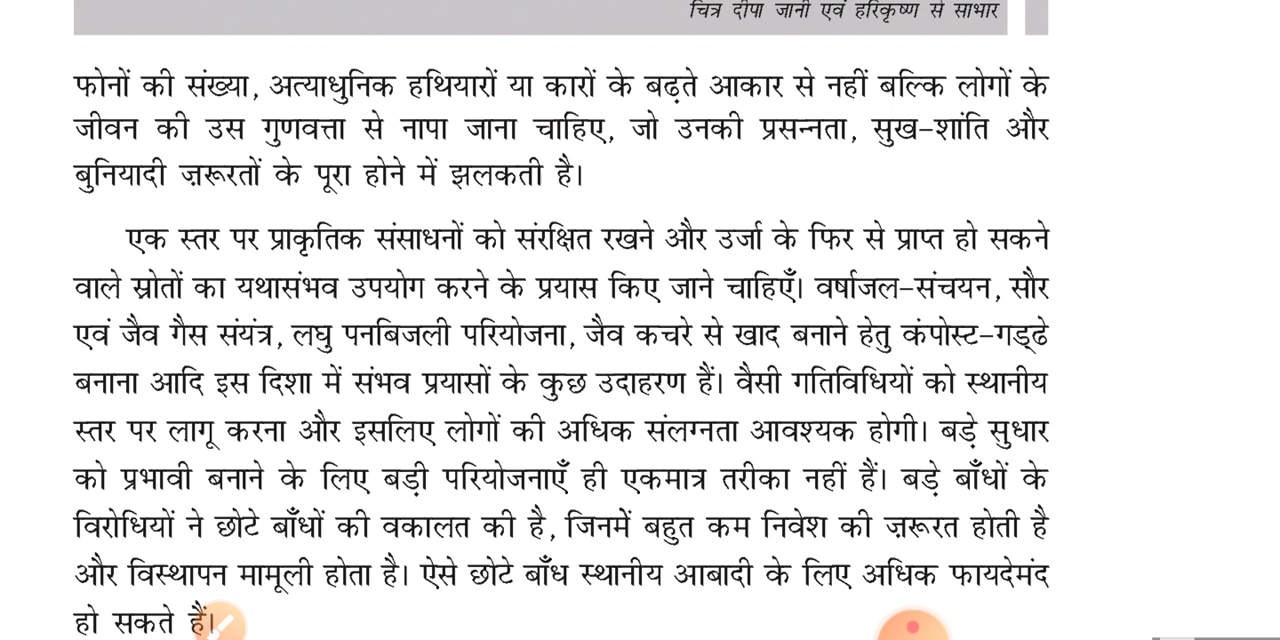 चित्र दीपा जानी एवं हरिकृष्ण से साभार
फोनों की संख्या, अत्याधुनिक हथियारों या कारों के बढ़ते आकार से नहीं बल्कि लोगों के
जीवन की उस गुणवत्ता से नापा जाना चाहिए, जो उनकी प्रसन्नता, सुख-शांति और
बुनियादी ज़रूरतों के पूरा होने में झलकती है।
एक स्तर पर प्राकृतिक संसाधनों को संरक्षित रखने और उर्जा के फिर से प्राप्त हो सकने
वाले स्रोतों का यथासंभव उपयोग करने के प्रयास किए जाने चाहिएँ। वर्षाजल-संचयन, सौर
एवं जैव गैस संयंत्र, लघु पनबिजली परियोजना, जैव कचरे से खाद बनाने हेतु कंपोस्ट-गड्ढे
बनाना आदि इस दिशा में संभव प्रयासों के कुछ उदाहरण हैं। वैसी गतिविधियों को स्थानीय
स्तर पर लागू करना और इसलिए लोगों की अधिक संलग्नता आवश्यक होगी। बड़े सुधार
को प्रभावी बनाने के लिए बड़ी परियोजनाएँ ही एकमात्र तरीका नहीं हैं। बड़े बाँधों के
विरोधियों ने छोटे बाँधों की वकालत की है, जिनमें बहुत कम निवेश की ज़रूरत होती है
और विस्थापन मामूली होता है। ऐसे छोटे बाँध स्थानीय आबादी के लिए अधिक फायदेमंद
हो सकते हैं।